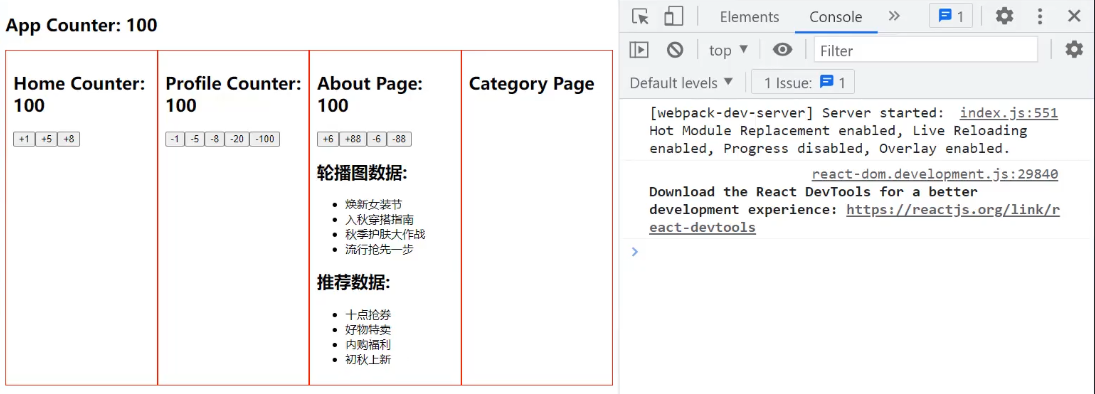 App Counter: 100
Home Counter:
100
+1 +5 +8
Profile Counter:
100
-1 -5 -8 -20 -100
About Page:
100
+6 +88 -6 -88
轮播图数据:
焕新女装节
入秋穿搭指南
秋季护肤大作战
流行抢先一步
推荐数据:
十点抢券
好物特卖
内购福利
初秋上新
Category Page
Elements Console 1
top Filter
Default levels 1 Issue: 1
[webpack-dev-server] Server started: index.js:551
Hot Module Replacement enabled, Live Reloading
enabled, Progress disabled, Overlay enabled.
react-dom.development.js:29840
Download the React DevTools for a better
development experience: https://reactjs.org/link/r
eact-devtools